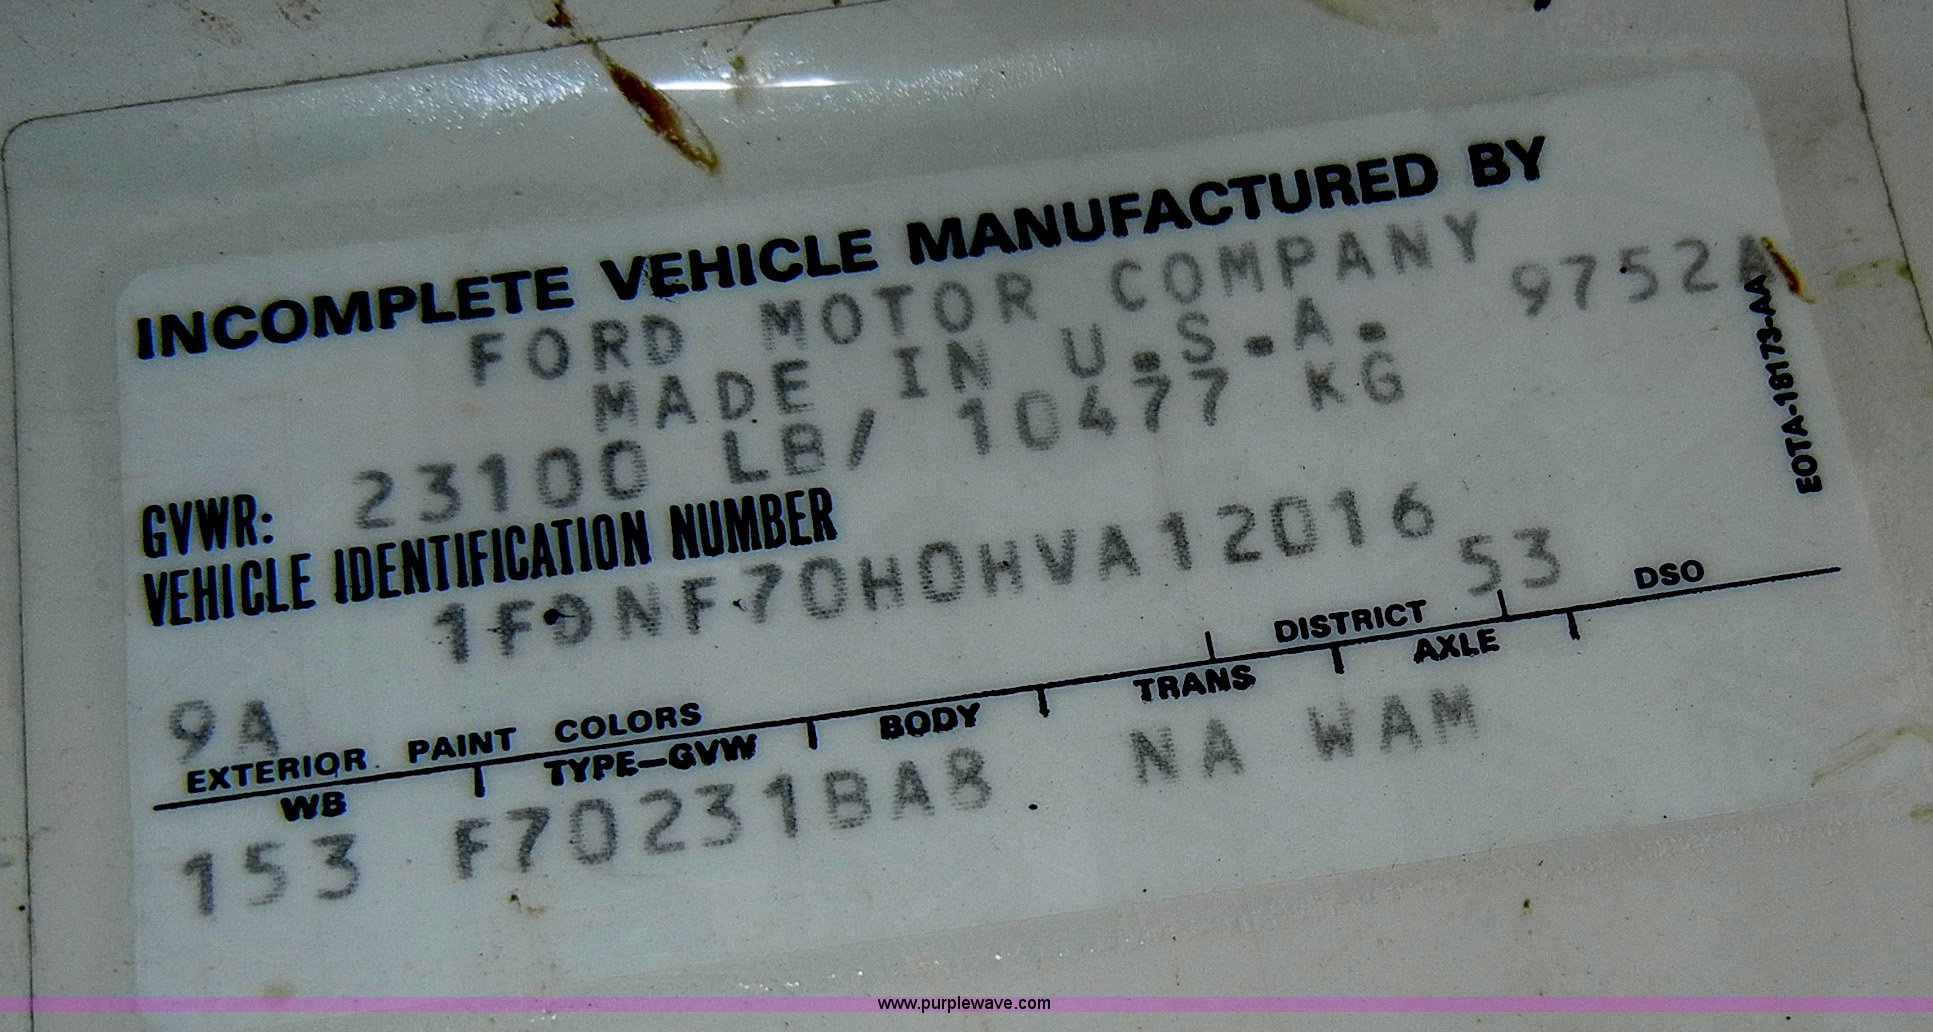 INCOMPLETE VEHICLE MANUFACTURED BY
FORD MOTOR COMPANY
MADE IN U.S.A. 9752A
GVWR: 23100 LB/ 10477 KG
VEHICLE IDENTIFICATION NUMBER
1FDNF70H0HVA12016
53
9A
EXTERIOR PAINT COLORS DISTRICT DSO
WB TYPE-GVW BODY TRANS AXLE
153 F70231BA8 NA WAM
EOTA-18173-AA
www.purplewave.com